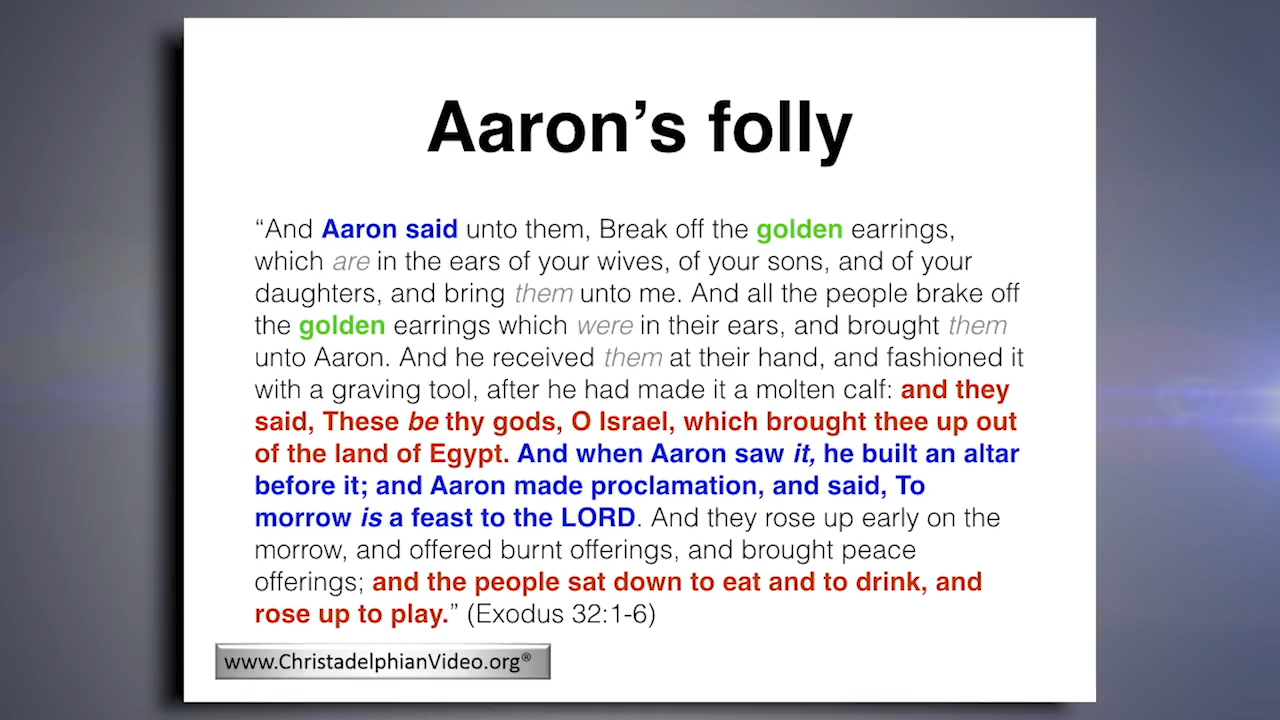 Aaron’s folly
“And Aaron said unto them, Break off the golden earrings,
which are in the ears of your wives, of your sons, and of your
daughters, and bring them unto me. And all the people brake off
the golden earrings which were in their ears, and brought them
unto Aaron. And he received them at their hand, and fashioned it
with a graving tool, after he had made it a molten calf: and they
said, These be thy gods, O Israel, which brought thee up out
of the land of Egypt. And when Aaron saw it, he built an altar
before it; and Aaron made proclamation, and said, To
morrow is a feast to the LORD. And they rose up early on the
morrow, and offered burnt offerings, and brought peace
offerings; and the people sat down to eat and to drink, and
rose up to play.” (Exodus 32:1-6)
www.ChristadelphianVideo.org®